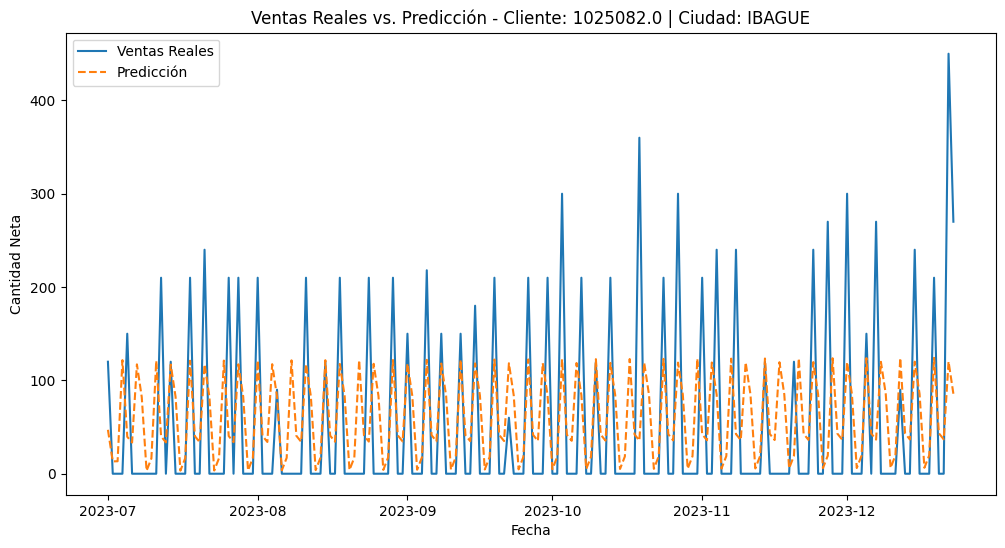 Ventas Reales vs. Predicción - Cliente: 1025082.0 | Ciudad: IBAGUE
Ventas Reales
Predicción
Cantidad Neta
400
300
200
100
0
2023-07
2023-08
2023-09
2023-10
2023-11
2023-12
Fecha